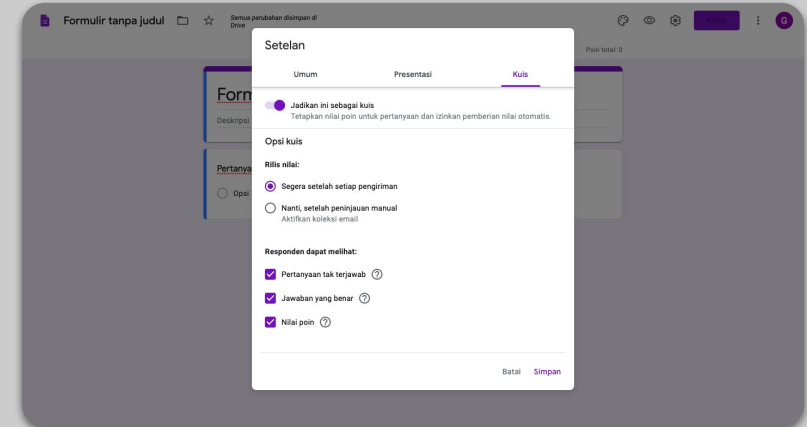 Formulir tanpa judul
Semua perubahan disimpan di
Drive
Kirim
G
Poin total: 0
Setelan
Umum Presentasi Kuis
Jadikan ini sebagai kuis
Tetapkan nilai poin untuk pertanyaan dan izinkan pemberian nilai otomatis.
Opsi kuis
Rilis nilai:
Segera setelah setiap pengiriman
Nanti, setelah peninjauan manual
Aktifkan koleksi email
Responden dapat melihat:
Pertanyaan tak terjawab
Jawaban yang benar
Nilai poin
Batal Simpan
Form
Deskripsi
Pertanya
Opsi